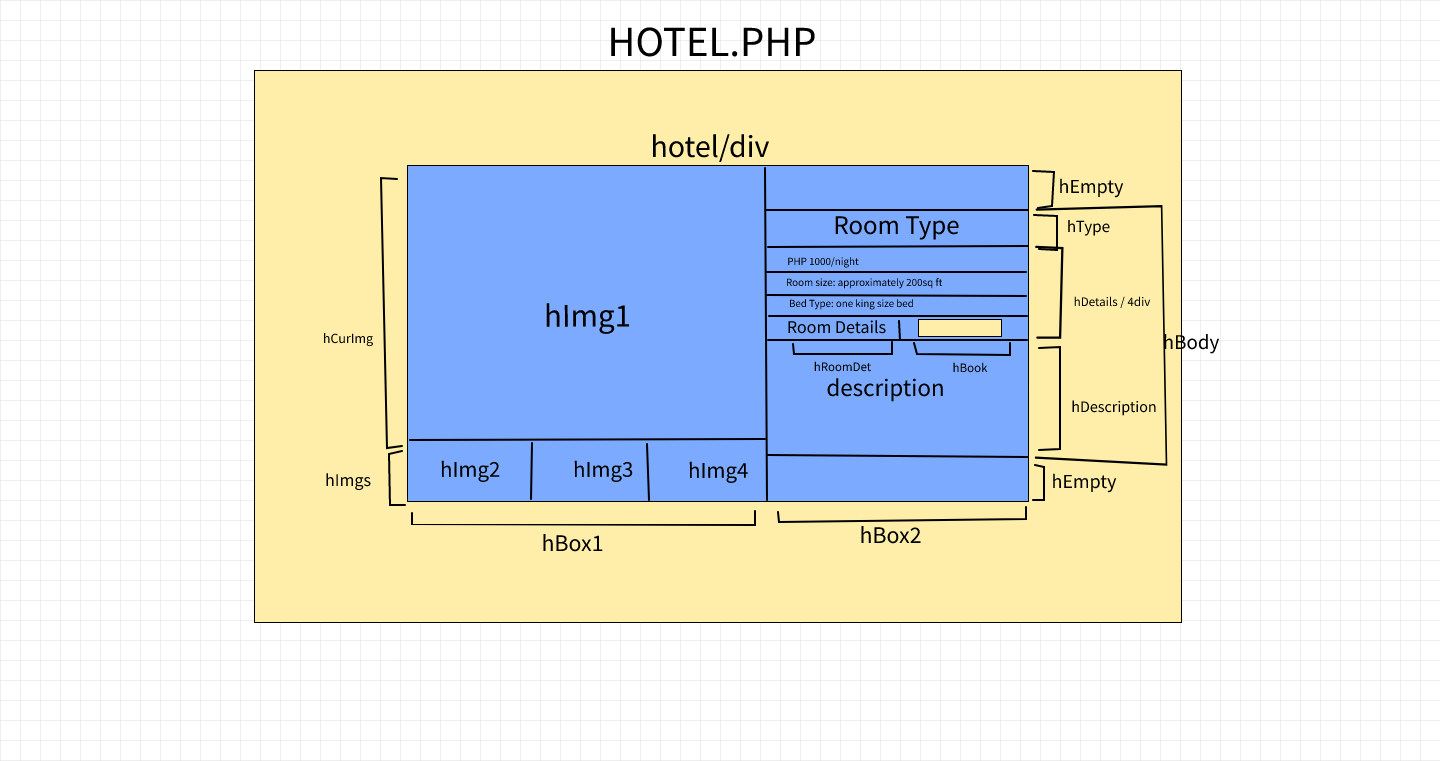 HOTEL.PHP
hotel/div
hEmpty
Room Type
hType
PHP 1000/night
Room size: approximately 200sq ft
Bed Type: one king size bed
hDetails / 4div
hImg1
Room Details
hCurImg
hBody
hRoomDet
hBook
description
hDescription
hImg2
hImg3
hImg4
hImgs
hEmpty
hBox1
hBox2